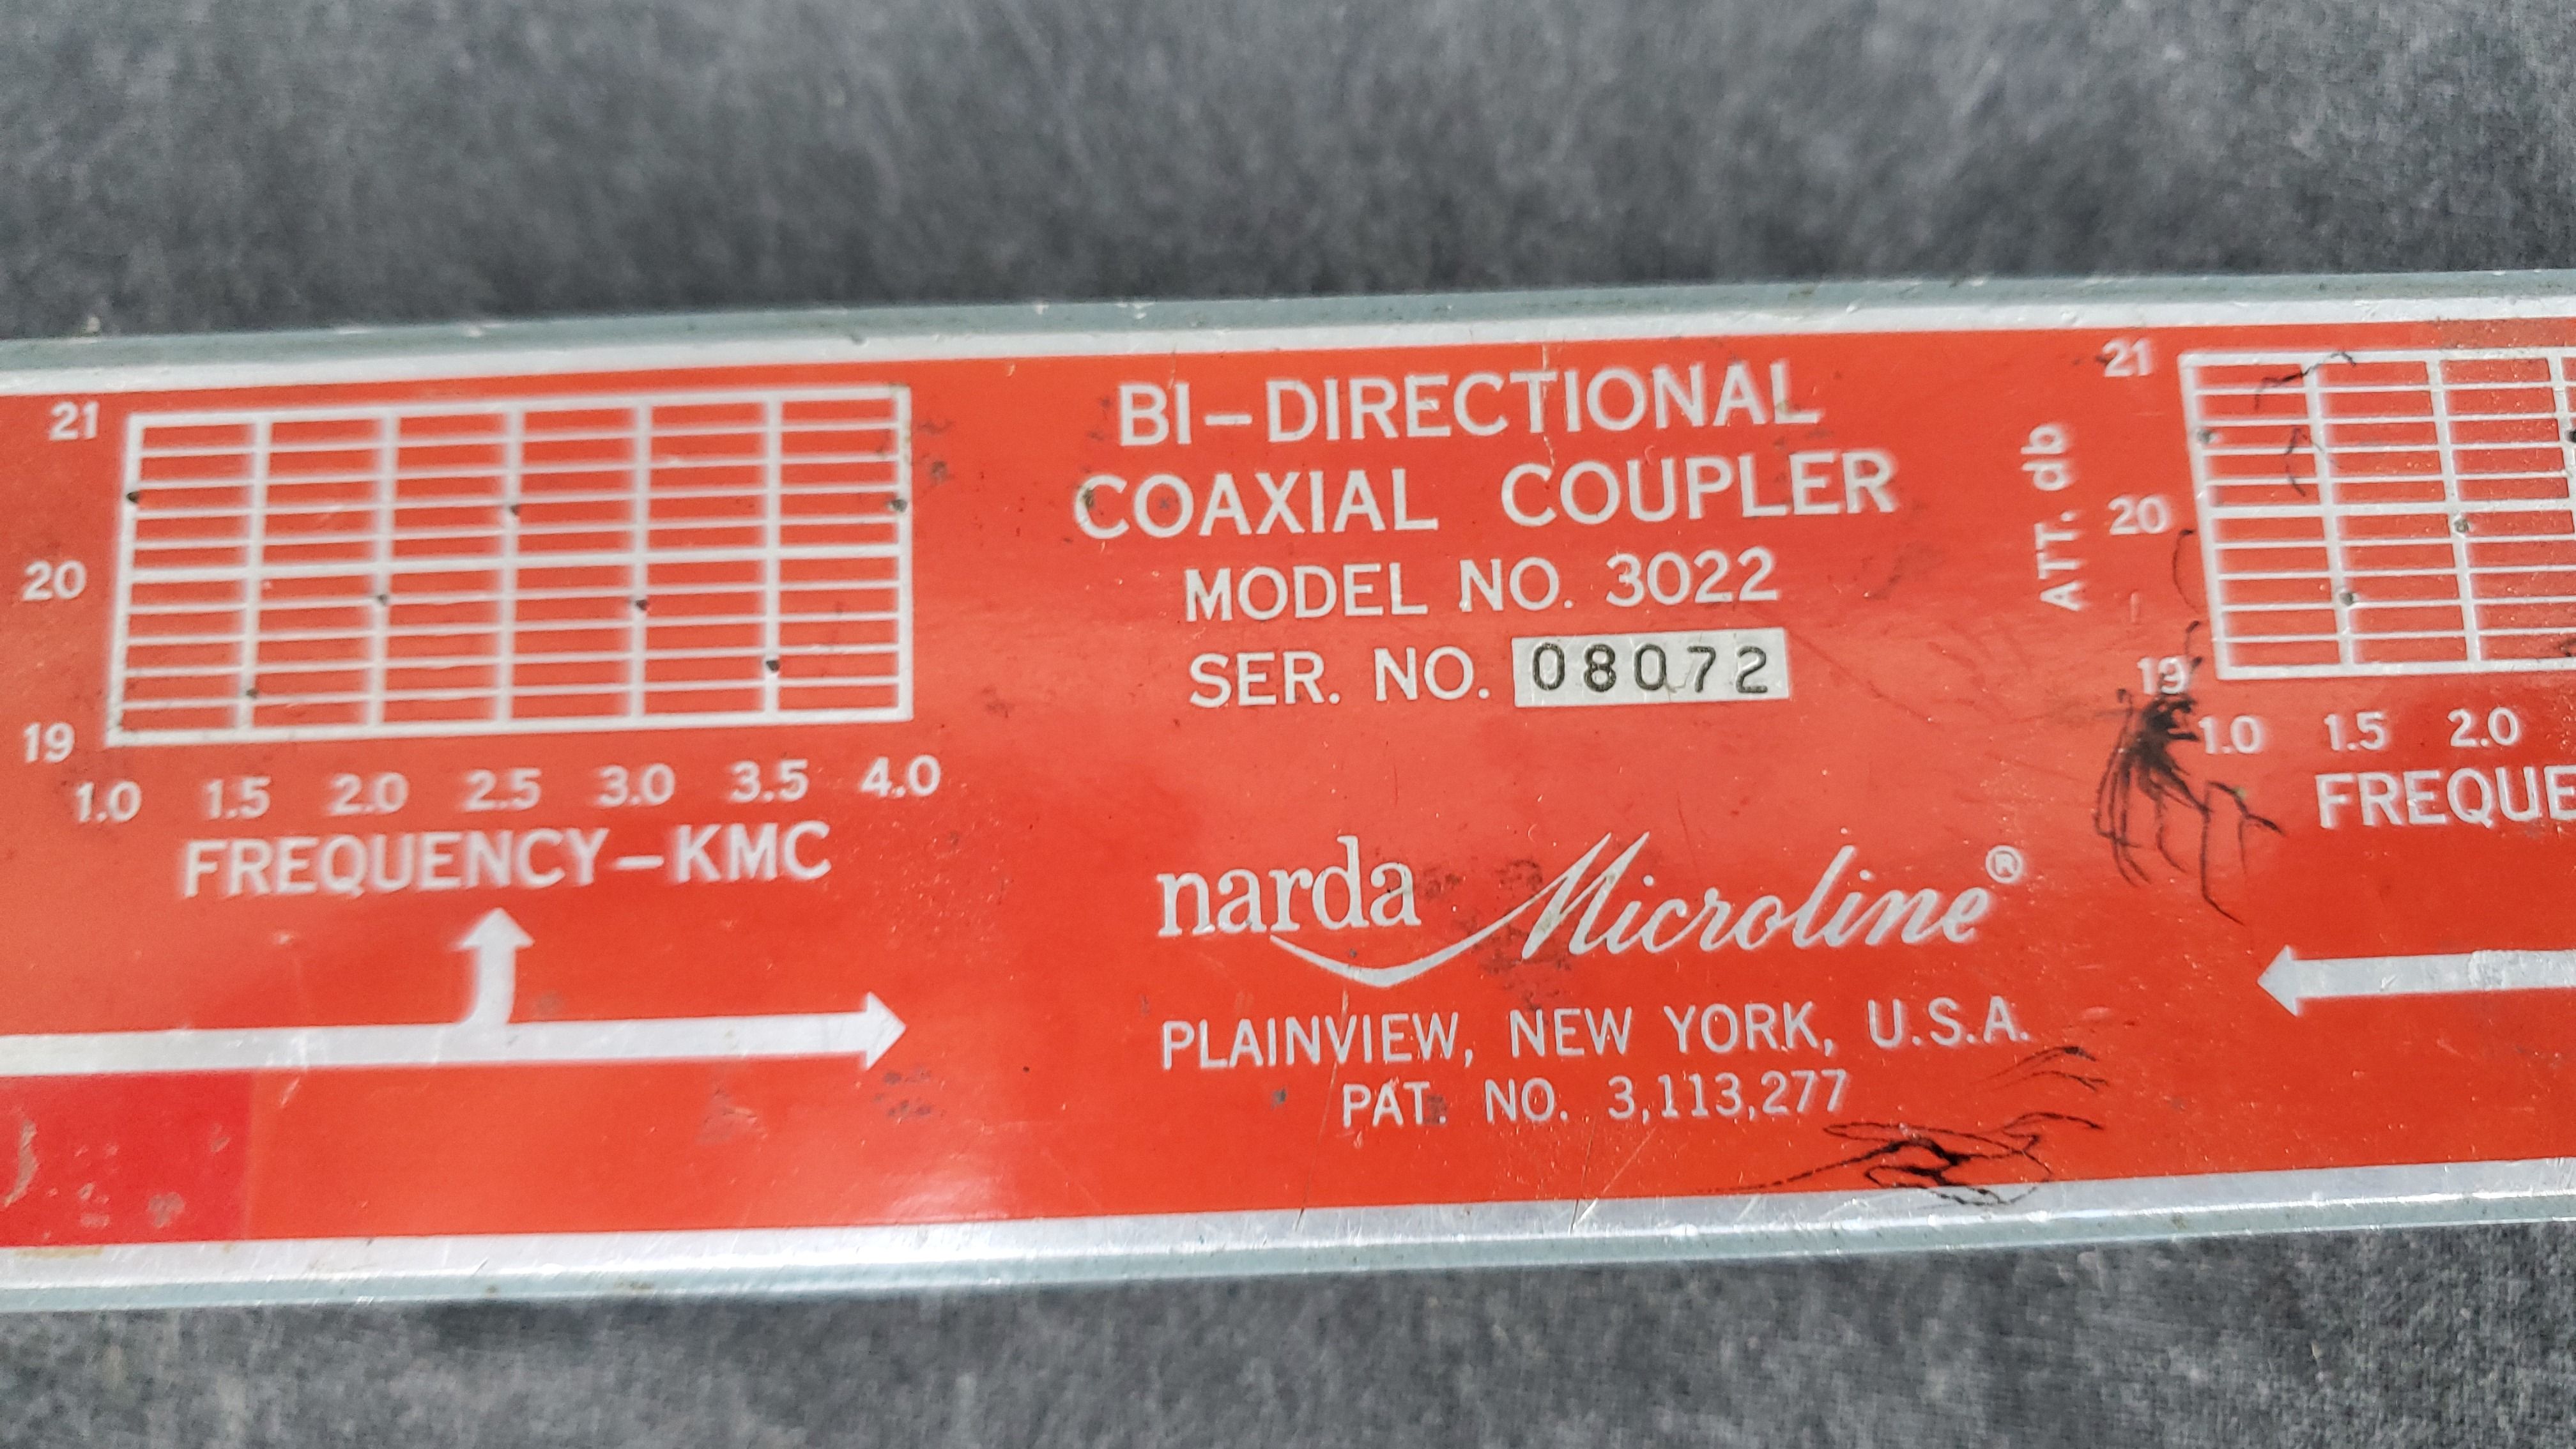 21
20
19
1.0 1.5 2.0 2.5 3.0 3.5 4.0
FREQUENCY-KMC
BI-DIRECTIONAL
COAXIAL COUPLER
MODEL NO. 3022
SER. NO. 08072
narda Microline®
PLAINVIEW, NEW YORK, U.S.A.
PAT. NO. 3,113,277
ATT. db
21
20
19
1.0 1.5 2.0
FREQUE